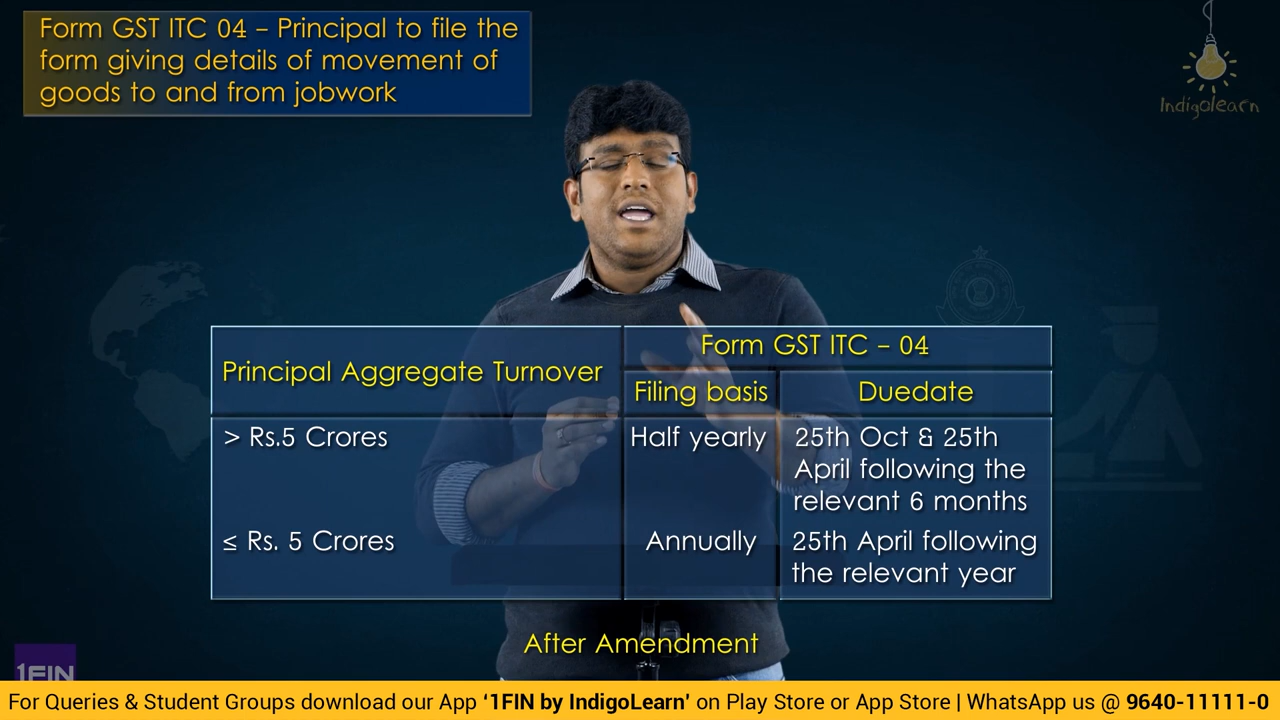 Form GST ITC 04 – Principal to file the
form giving details of movement of
goods to and from jobwork
Indigolearn
Principal Aggregate Turnover
Form GST ITC – 04
Filing basis
Duedate
> Rs.5 Crores
Half yearly
25th Oct & 25th
April following the
relevant 6 months
≤ Rs. 5 Crores
Annually
25th April following
the relevant year
After Amendment
1FIN
For Queries & Student Groups download our App ‘1FIN by IndigoLearn’ on Play Store or App Store | WhatsApp us @ 9640-11111-0